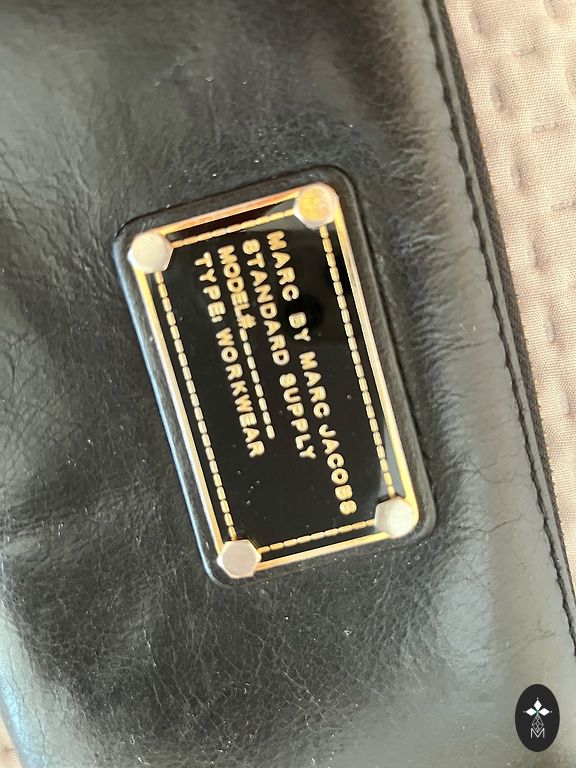 MARC BY MARC JACOBS
STANDARD SUPPLY
MODEL#--------
TYPE: WORKWEAR
M